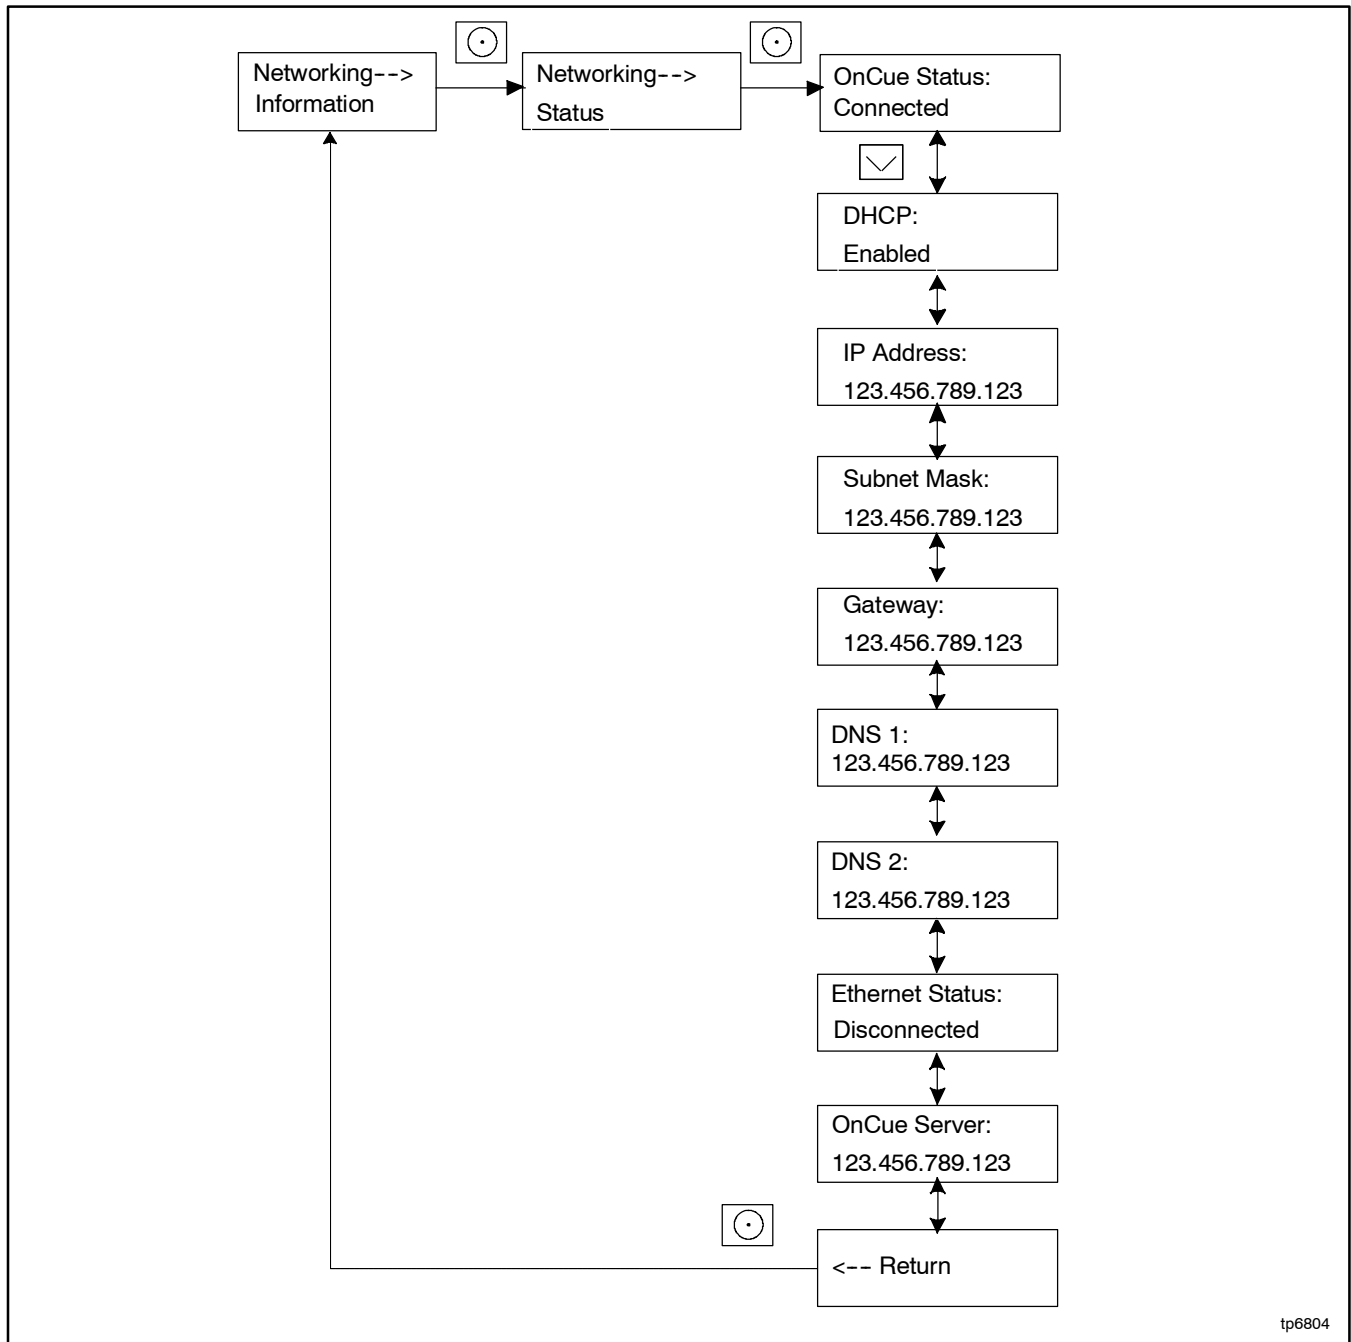 Networking-->
Information
Networking-->
Status
OnCue Status:
Connected
DHCP:
Enabled
IP Address:
123.456.789.123
Subnet Mask:
123.456.789.123
Gateway:
123.456.789.123
DNS 1:
123.456.789.123
DNS 2:
123.456.789.123
Ethernet Status:
Disconnected
OnCue Server:
123.456.789.123
<-- Return
tp6804